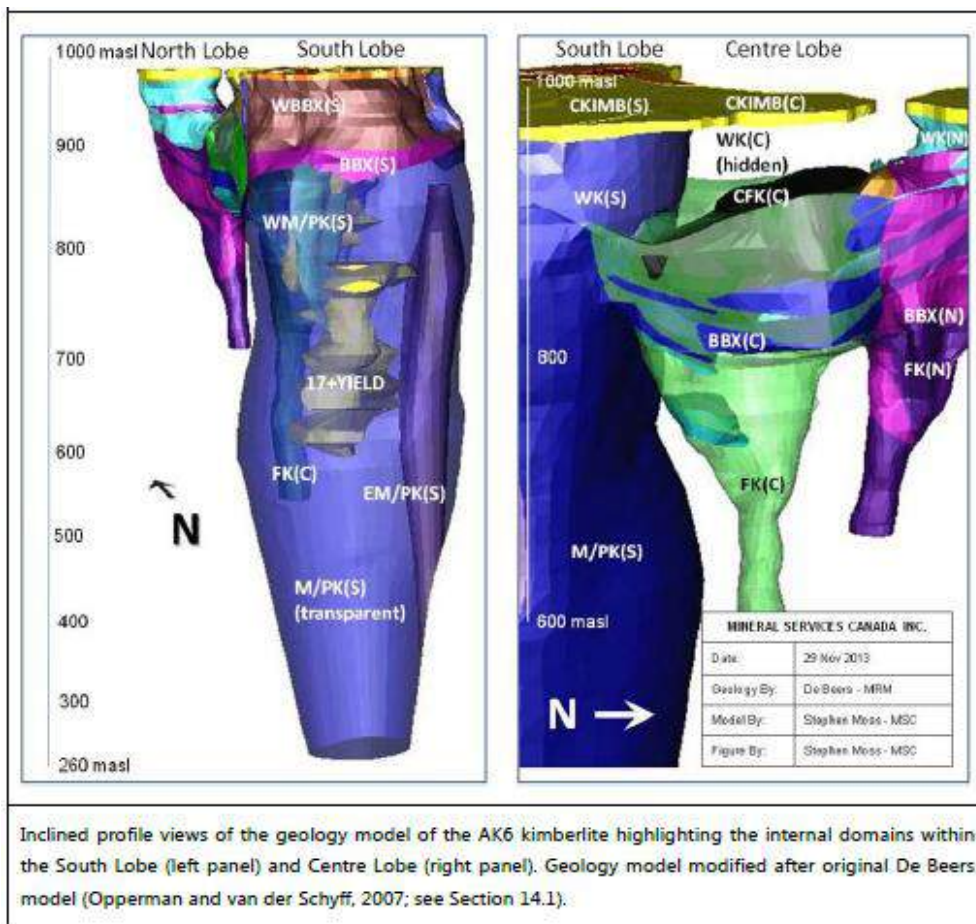 1000 masl North Lobe South Lobe
WBBX(S)
900
BBX(S)
WM/PK(S)
800
700
17+YIELD
600
FK(C)
EM/PK(S)
N
500
M/PK(S)
(transparent)
400
300
260 masl
South Lobe Centre Lobe
1000 masl
CKIMB(S)
CKIMB(C)
WK(C)
(hidden)
WK(N)
WK(S)
CFK(C)
BBX(N)
BBX(C)
800
FK(N)
FK(C)
M/PK(S)
600 masl
N
MINERAL SERVICES CANADA INC.
Date: 29 Nov 2013
Geology By: De Beers - MRM
Model By: Stephen Moss - MSC
Figure By: Stephen Moss - MSC
Inclined profile views of the geology model of the AK6 kimberlite highlighting the internal domains within
the South Lobe (left panel) and Centre Lobe (right panel). Geology model modified after original De Beers
model (Opperman and van der Schyff, 2007; see Section 14.1).